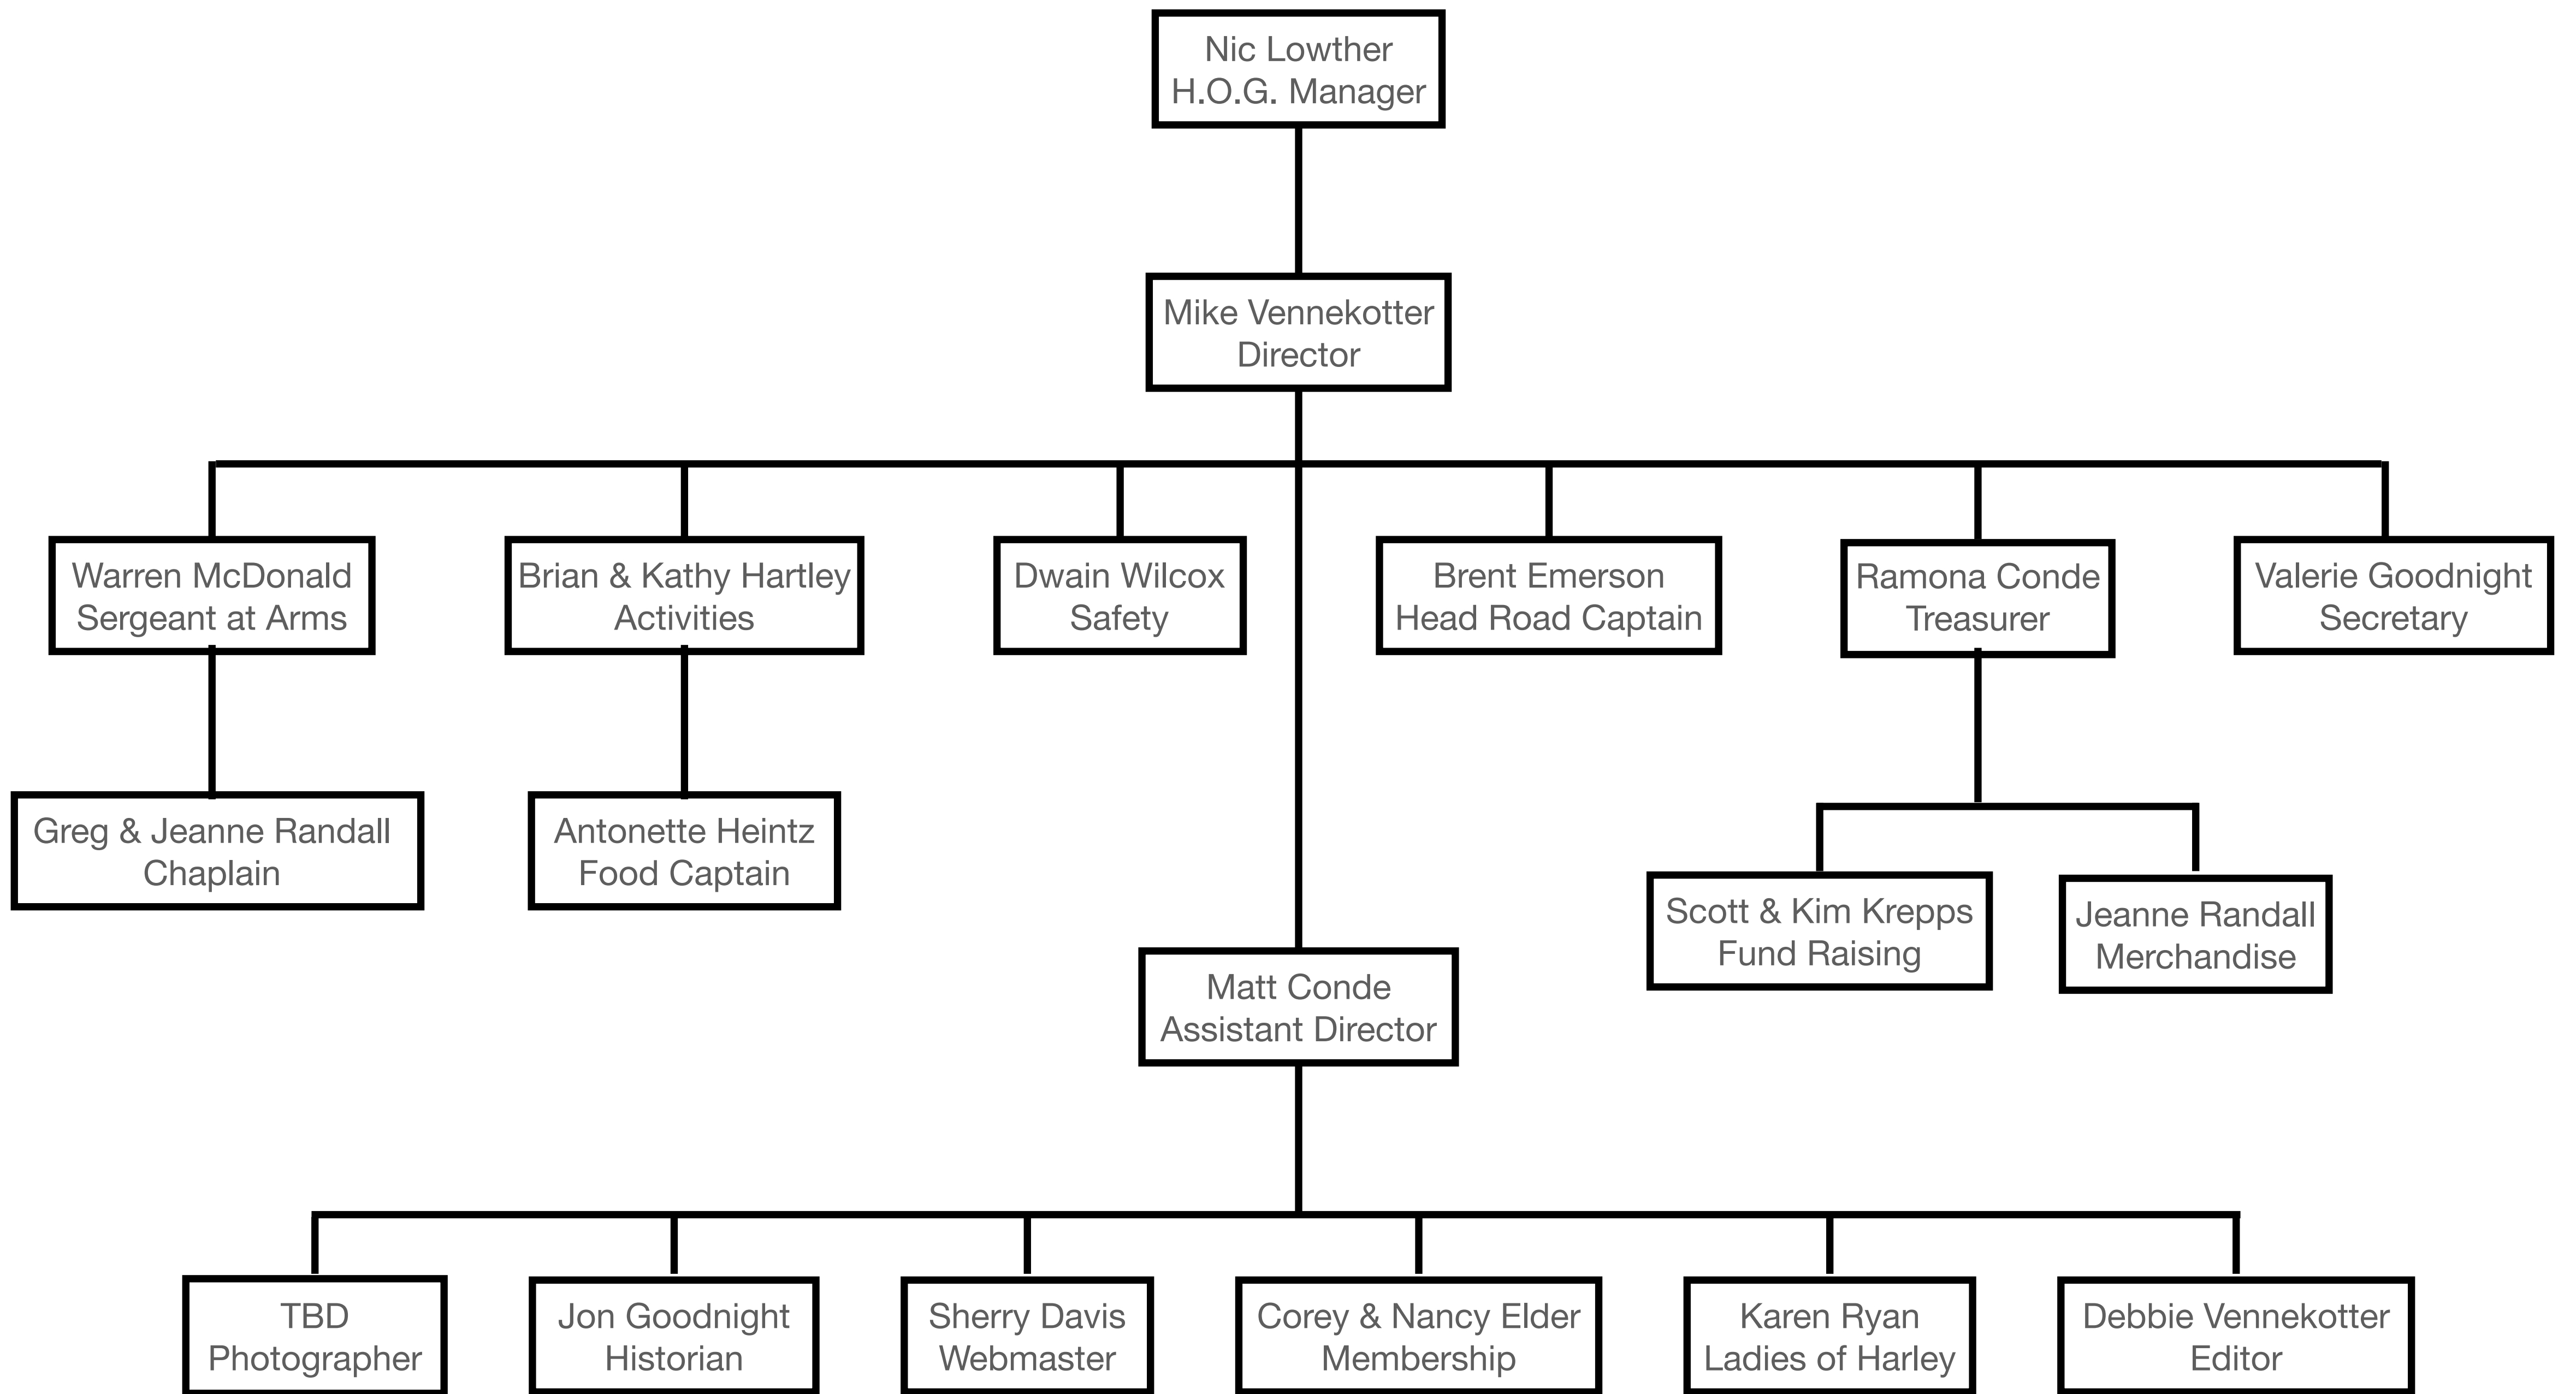 Nic Lowther
H.O.G. Manager
Mike Vennekotter
Director
Warren McDonald
Sergeant at Arms
Brian & Kathy Hartley
Activities
Dwain Wilcox
Safety
Brent Emerson
Head Road Captain
Ramona Conde
Treasurer
Valerie Goodnight
Secretary
Greg & Jeanne Randall
Chaplain
Antonette Heintz
Food Captain
Scott & Kim Krepps
Fund Raising
Jeanne Randall
Merchandise
Matt Conde
Assistant Director
TBD
Photographer
Jon Goodnight
Historian
Sherry Davis
Webmaster
Corey & Nancy Elder
Membership
Karen Ryan
Ladies of Harley
Debbie Vennekotter
Editor